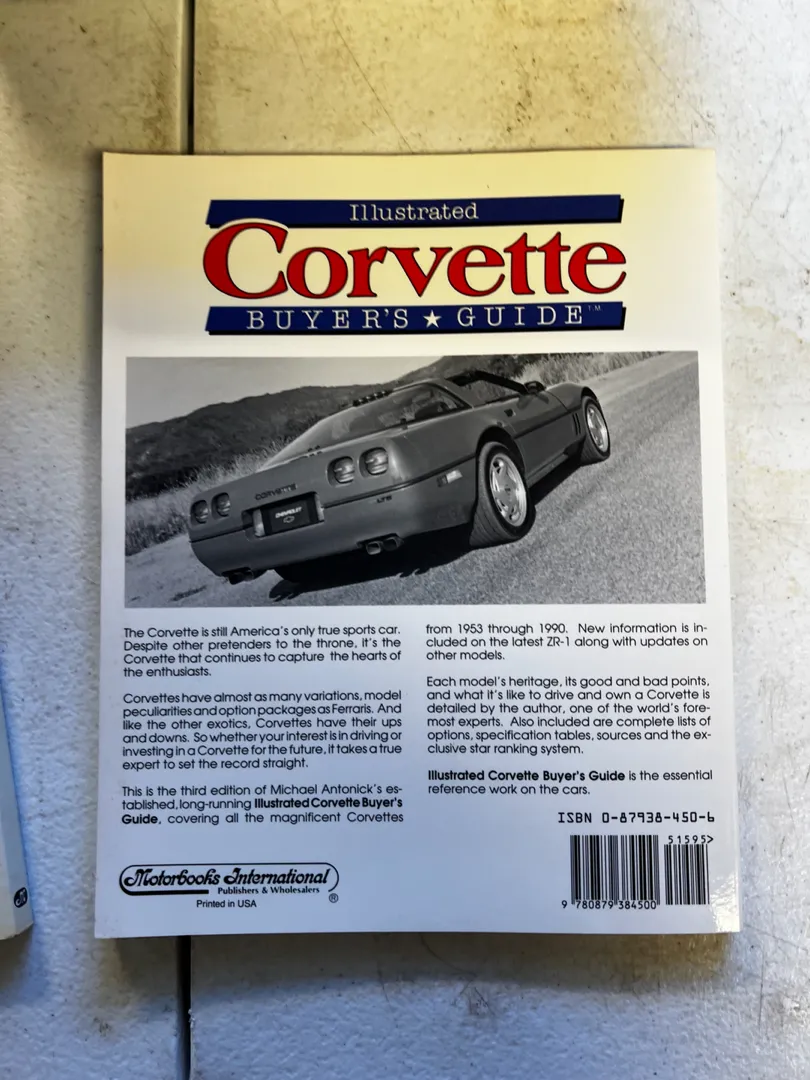 Illustrated
Corvette
BUYER'S ★ GUIDE™
CORVETTE
CHEVROLET
The Corvette is still America's only true sports car.
Despite other pretenders to the throne, it's the
Corvette that continues to capture the hearts of
the enthusiasts.
Corvettes have almost as many variations, model
peculiarities and option packages as Ferraris. And
like the other exotics, Corvettes have their ups
and downs. So whether your interest is in driving or
investing in a Corvette for the future, it takes a true
expert to set the record straight.
This is the third edition of Michael Antonick's es-
tablished, long-running Illustrated Corvette Buyer's
Guide, covering all the magnificent Corvettes
from 1953 through 1990. New information is in-
cluded on the latest ZR-1 along with updates on
other models.
Each model's heritage, its good and bad points,
and what it's like to drive and own a Corvette is
detailed by the author, one of the world's fore-
most experts. Also included are complete lists of
options, specification tables, sources and the ex-
clusive star ranking system.
Illustrated Corvette Buyer's Guide is the essential
reference work on the cars.
ISBN 0-87938-450-6
51595>
9 780879 384500
Motorbooks International
Publishers & Wholesalers
®
Printed in USA